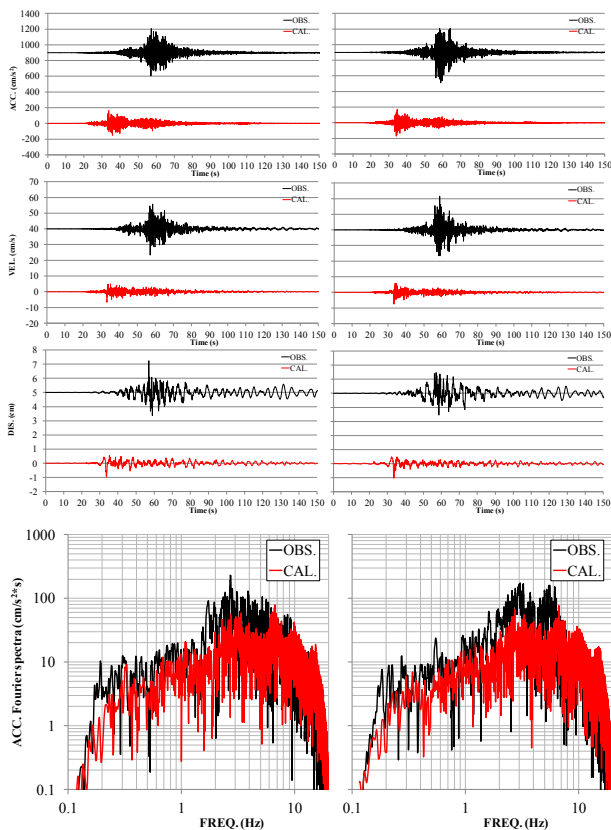 1400
1200
1000
800
600
400
200
0
-200
-400
ACC. (cm/s²)
OBS.
CAL.
0 10 20 30 40 50 60 70 80 90 100 110 120 130 140 150
Time (s)
OBS.
CAL.
0 10 20 30 40 50 60 70 80 90 100 110 120 130 140 150
Time (s)
70
60
50
40
30
20
10
0
-10
-20
VEL. (cm/s)
OBS.
CAL.
0 10 20 30 40 50 60 70 80 90 100 110 120 130 140 150
Time (s)
OBS.
CAL.
0 10 20 30 40 50 60 70 80 90 100 110 120 130 140 150
Time (s)
8
7
6
5
4
3
2
1
0
-1
-2
DIS. (cm)
OBS.
CAL.
0 10 20 30 40 50 60 70 80 90 100 110 120 130 140 150
Time (s)
OBS.
CAL.
0 10 20 30 40 50 60 70 80 90 100 110 120 130 140 150
Time (s)
1000
100
10
1
0.1
ACC. Fourier spectra (cm/s²*s)
OBS.
CAL.
0.1 1 10
FREQ. (Hz)
OBS.
CAL.
0.1 1 10
FREQ. (Hz)